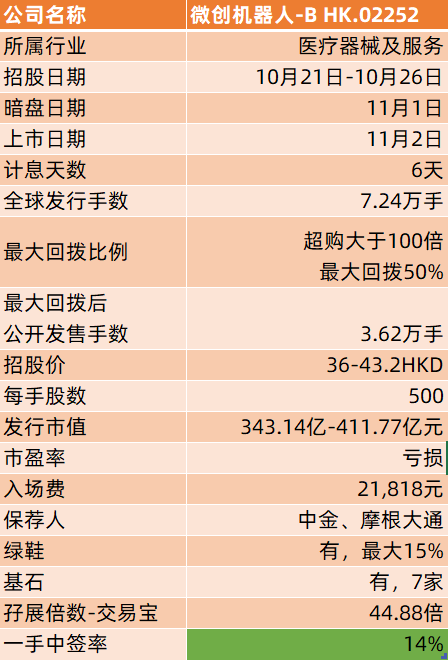 公司名称 微创机器人-B HK.02252
所属行业 医疗器械及服务
招股日期 10月21日-10月26日
暗盘日期 11月1日
上市日期 11月2日
计息天数 6天
全球发行手数 7.24万手
最大回拨比例 超购大于100倍
最大回拨50%
最大回拨后
公开发售手数 3.62万手
招股价 36-43.2HKD
每手股数 500
发行市值 343.14亿-411.77亿元
市盈率 亏损
入场费 21,818元
保荐人 中金、摩根大通
绿鞋 有，最大15%
基石 有，7家
孖展倍数-交易宝 44.88倍
一手中签率 14%